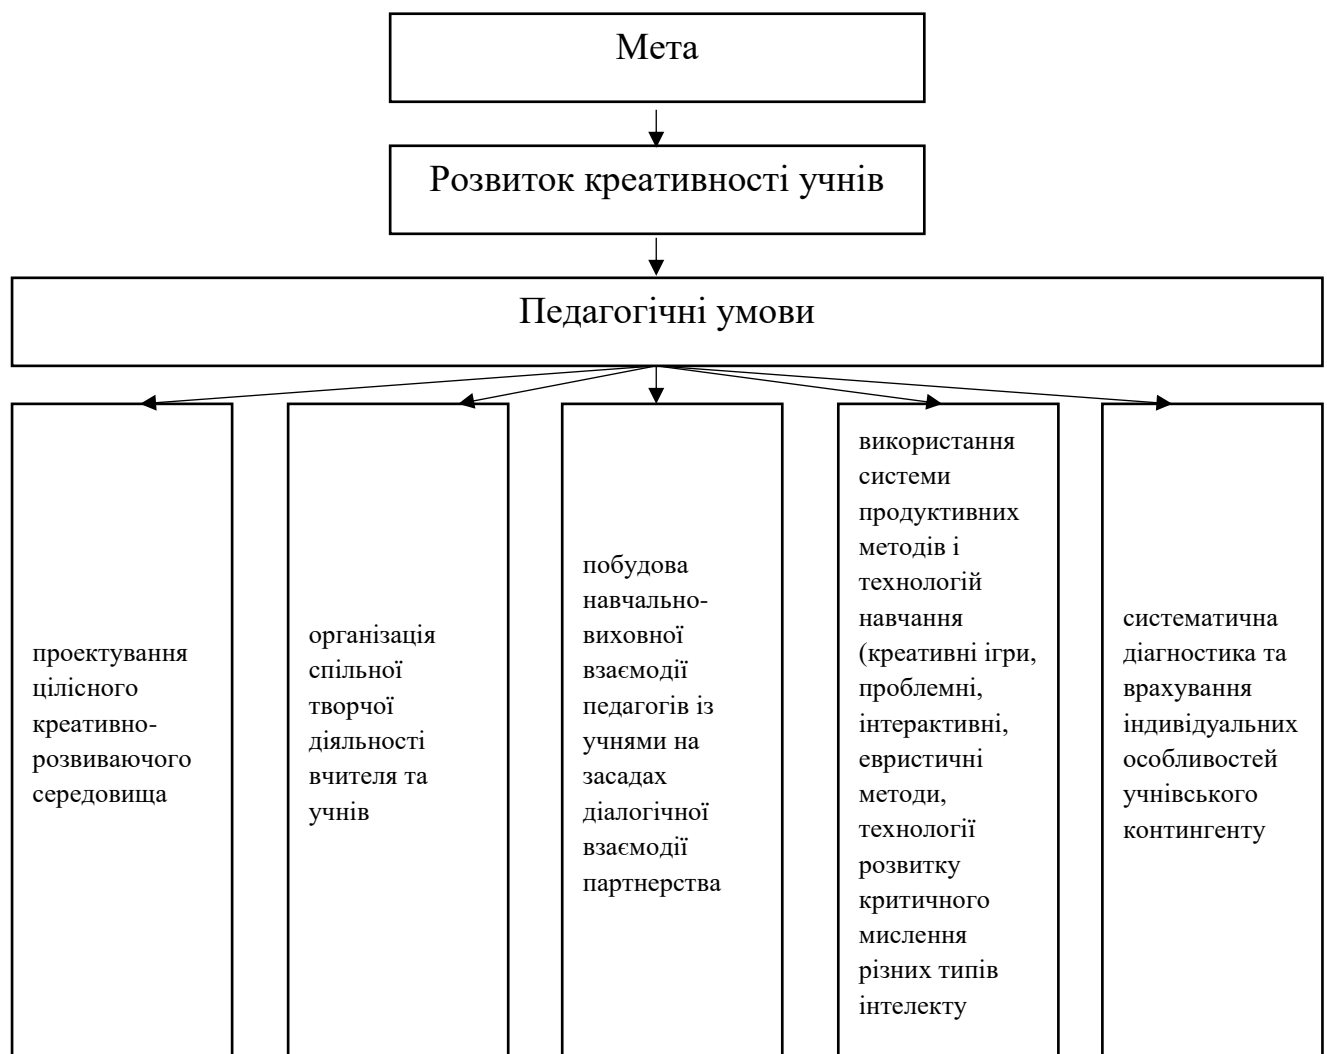 Мета
Розвиток креативності учнів
Педагогічні умови
проектування
цілісного
креативно-
розвиваючого
середовища
організація
спільної
творчої
діяльності
вчителя та
учнів
побудова
навчально-
виховної
взаємодії
педагогів із
учнями на
засадах
діалогічної
взаємодії
партнерства
використання
системи
продуктивних
методів і
технологій
навчання
(креативні ігри,
проблемні,
інтерактивні,
евристичні
методи,
технології
розвитку
критичного
мислення
різних типів
інтелекту
систематична
діагностика та
врахування
індивідуальних
особливостей
учнівського
контингенту